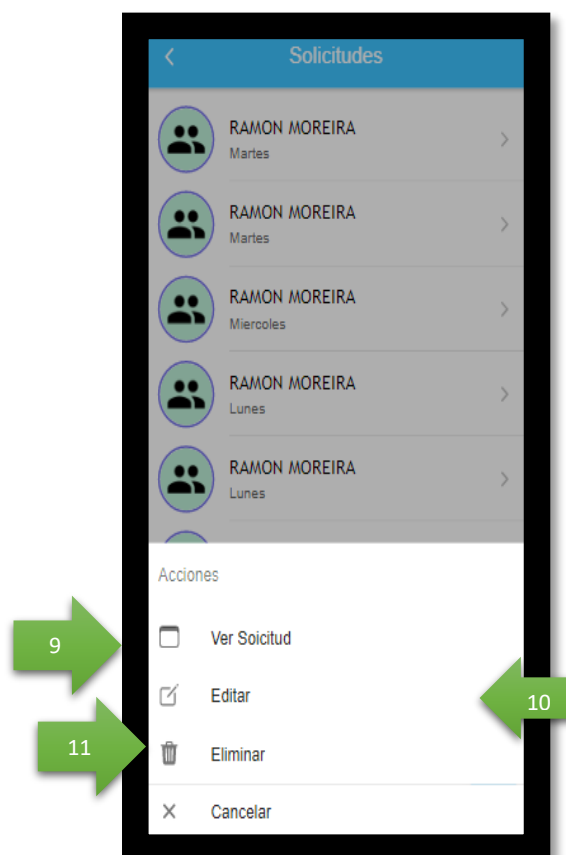 Solicitudes
RAMON MOREIRA
Martes
RAMON MOREIRA
Martes
RAMON MOREIRA
Miercoles
RAMON MOREIRA
Lunes
RAMON MOREIRA
Lunes
Acciones
9
Ver Soicitud
Editar
10
11
Eliminar
Cancelar